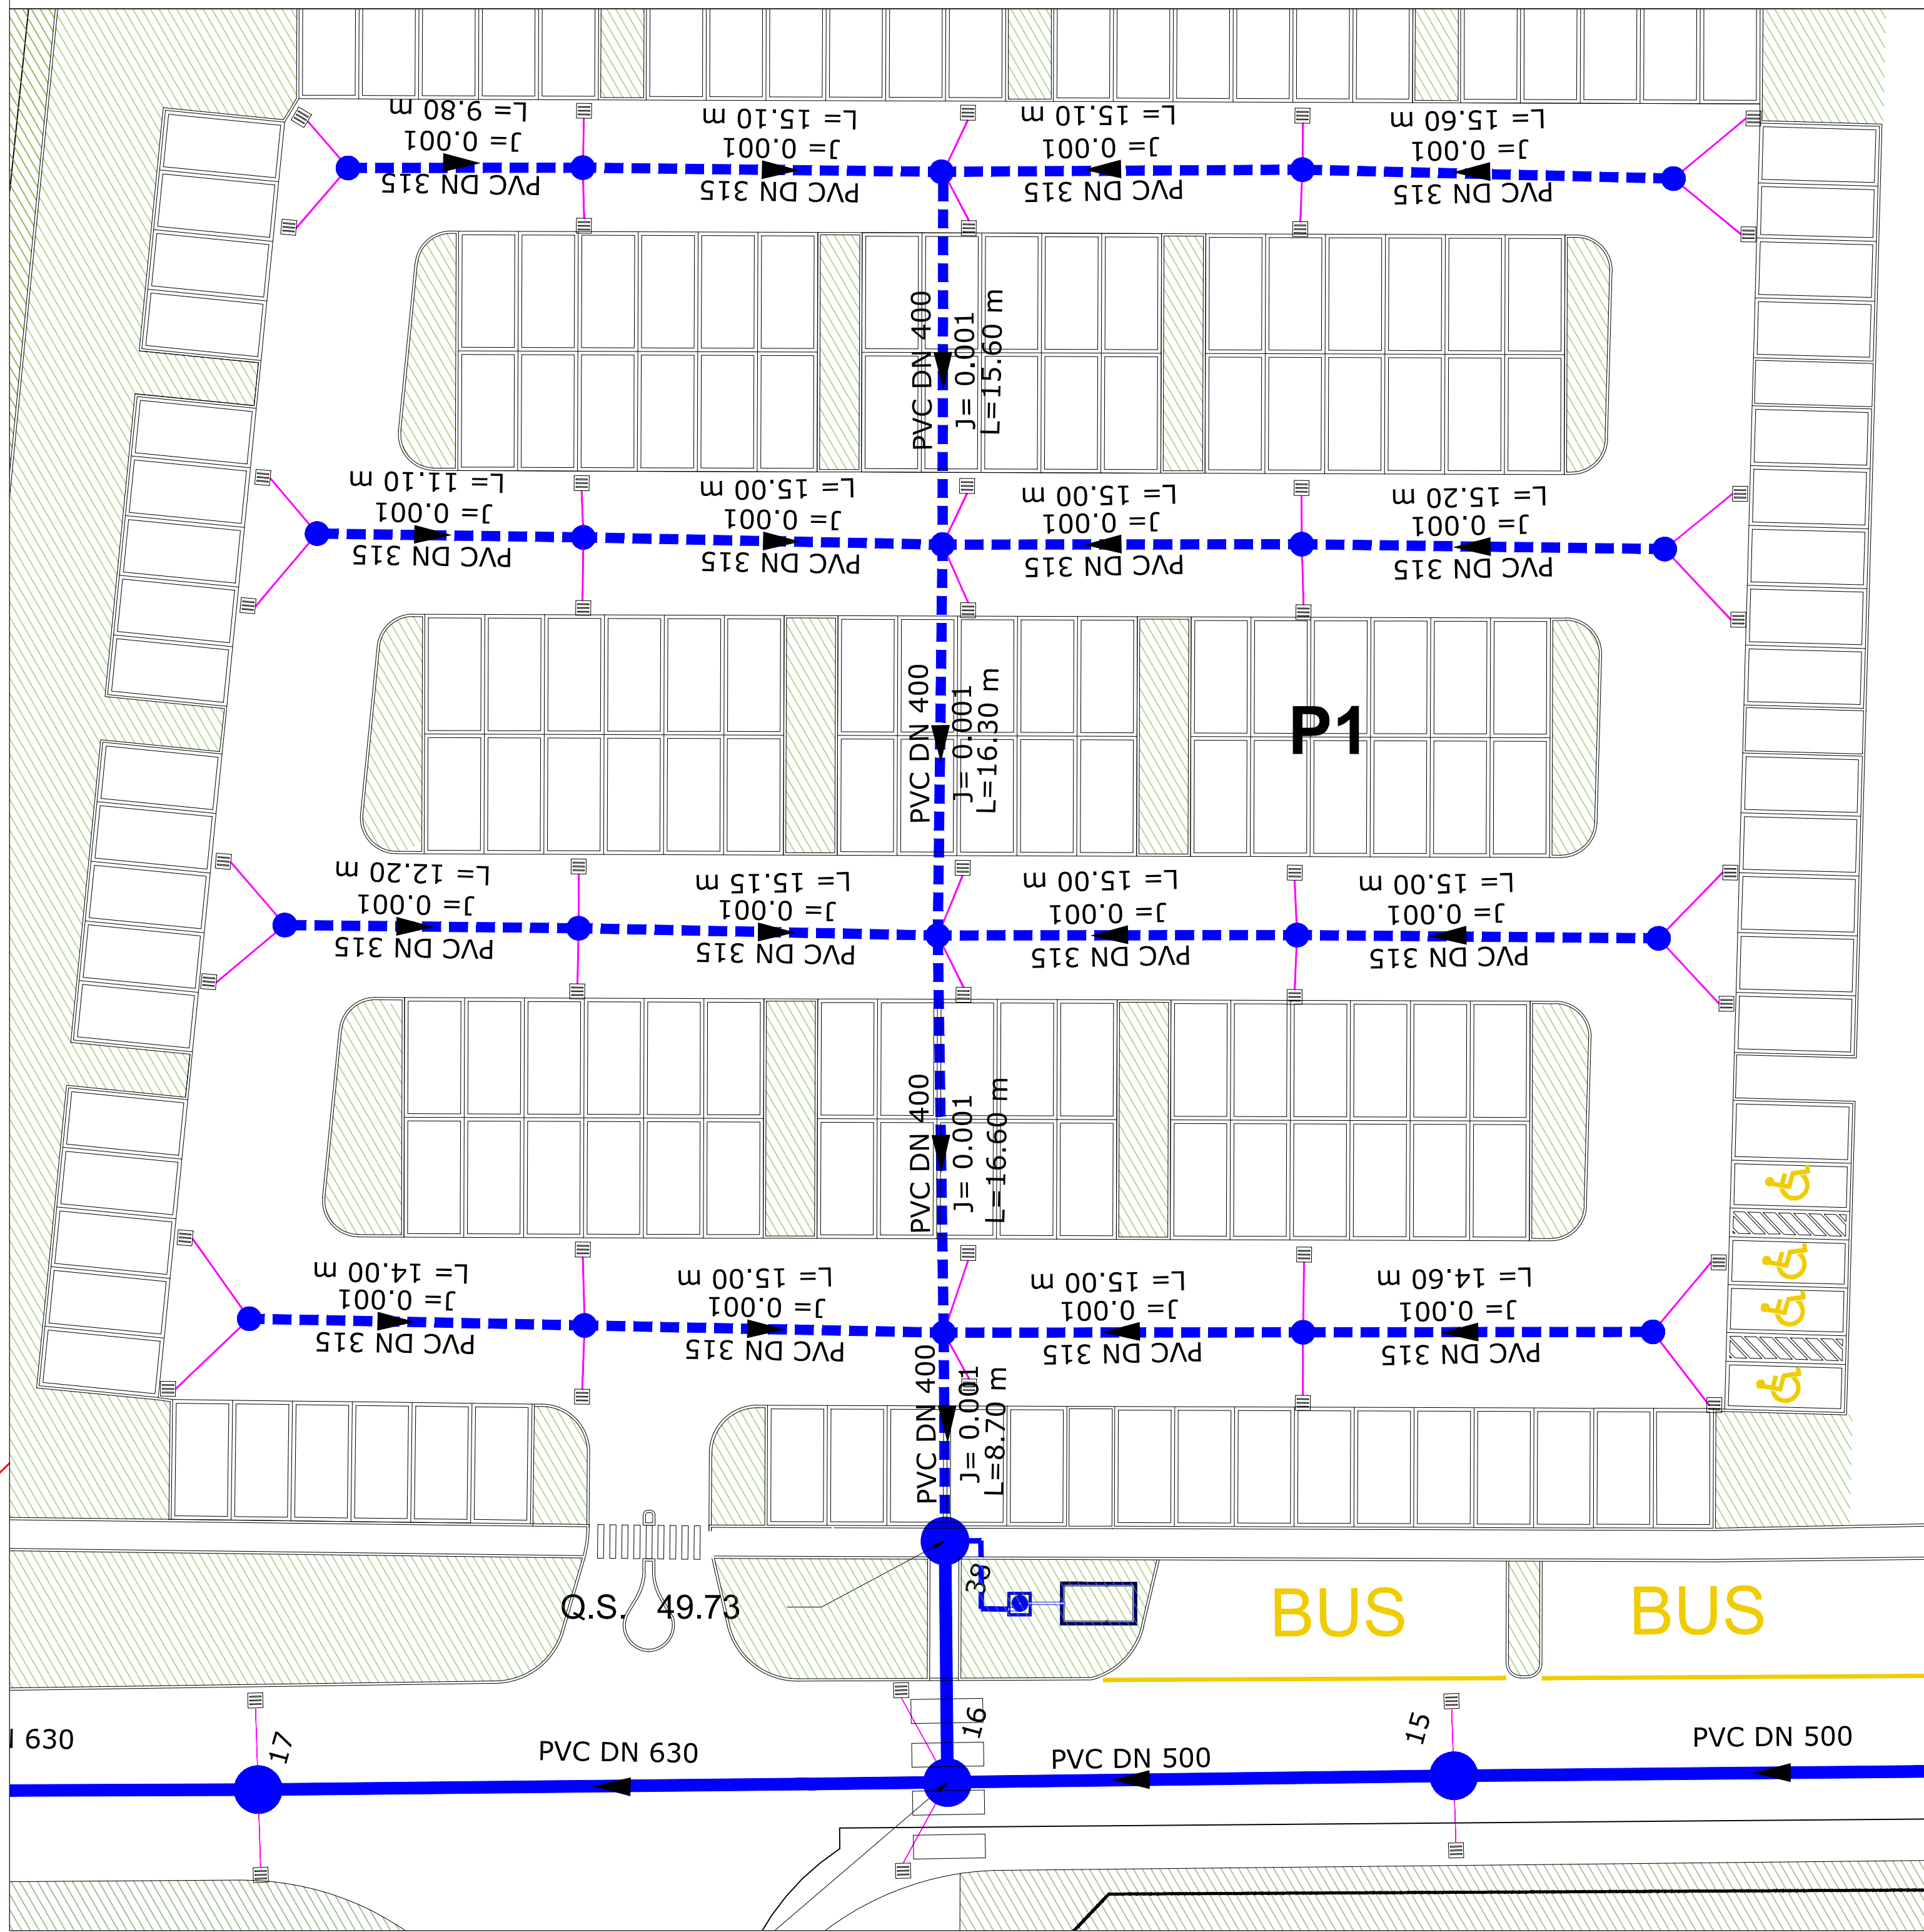 L= 9.80 m
J= 0.001
PVC DN 315
L= 15.10 m
J= 0.001
PVC DN 315
L= 15.10 m
J= 0.001
PVC DN 315
L= 15.60 m
J= 0.001
PVC DN 315
PVC DN 400
J= 0.001
L=15.60 m
L= 11.10 m
J= 0.001
PVC DN 315
L= 15.00 m
J= 0.001
PVC DN 315
L= 15.00 m
J= 0.001
PVC DN 315
L= 15.20 m
J= 0.001
PVC DN 315
PVC DN 400
J= 0.001
L=16.30 m
P1
L= 12.20 m
J= 0.001
PVC DN 315
L= 15.15 m
J= 0.001
PVC DN 315
L= 15.00 m
J= 0.001
PVC DN 315
L= 15.00 m
J= 0.001
PVC DN 315
PVC DN 400
J= 0.001
L=16.60 m
L= 14.00 m
J= 0.001
PVC DN 315
L= 15.00 m
J= 0.001
PVC DN 315
L= 15.00 m
J= 0.001
PVC DN 315
L= 14.60 m
J= 0.001
PVC DN 315
PVC DN 400
J= 0.001
L=8.70 m
38
Q.S. 49.73
BUS
BUS
630
17
PVC DN 630
16
PVC DN 500
15
PVC DN 500